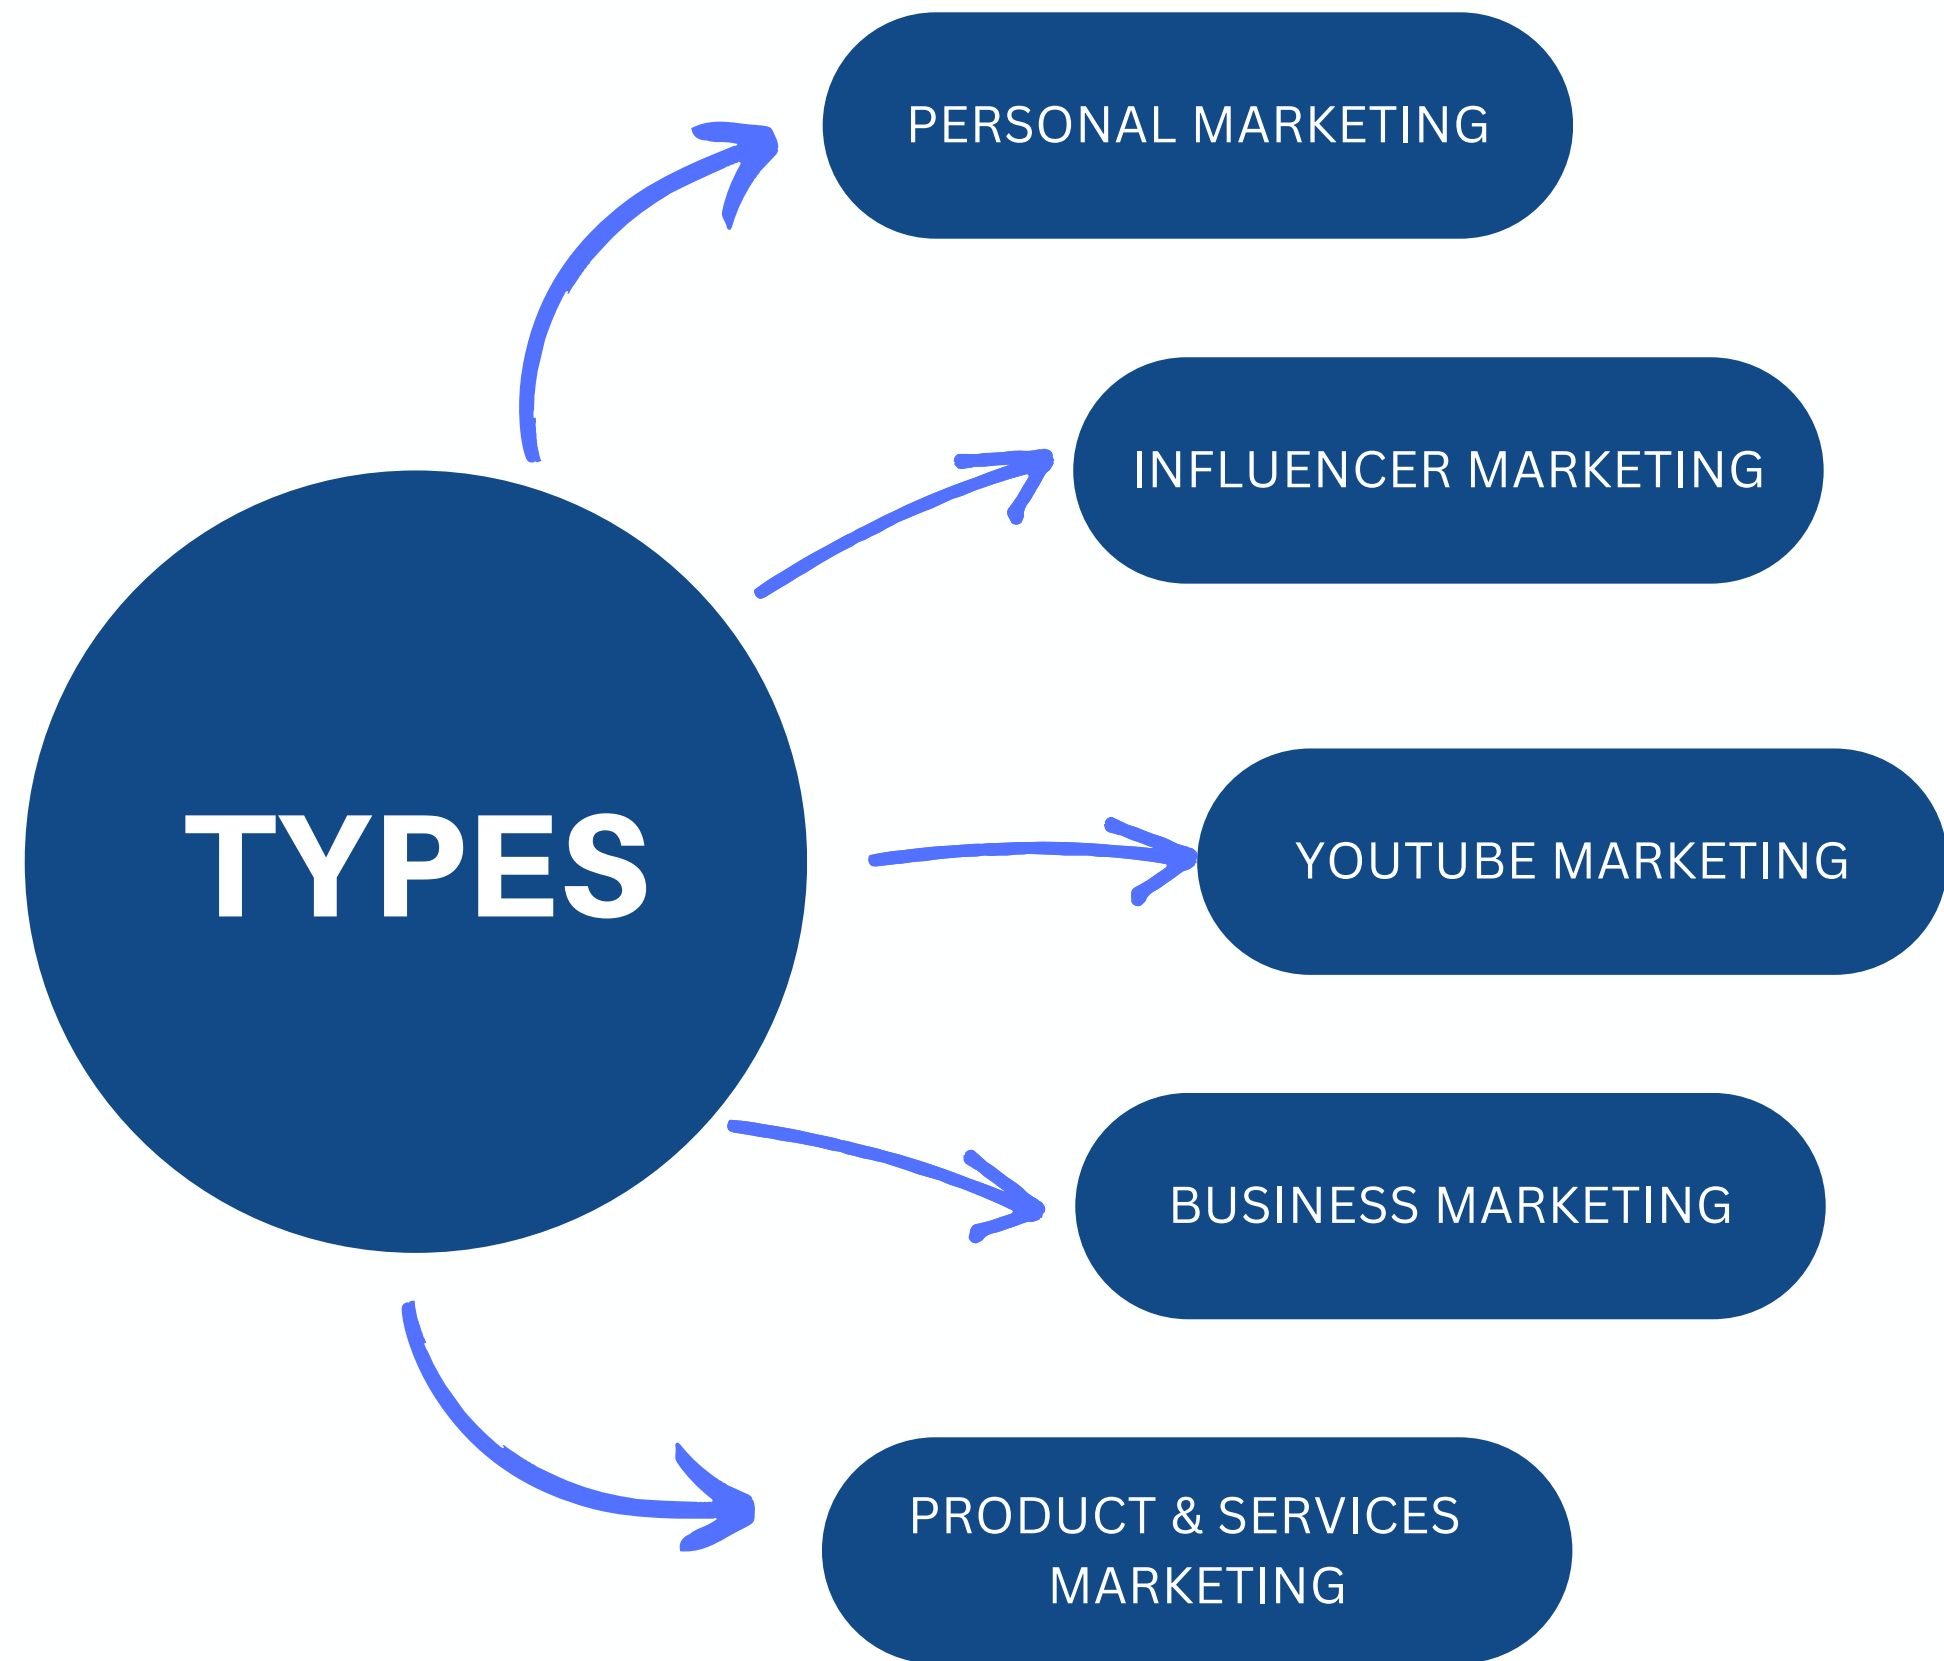 PERSONAL MARKETING
INFLUENCER MARKETING
TYPES
YOUTUBE MARKETING
BUSINESS MARKETING
PRODUCT & SERVICES
MARKETING